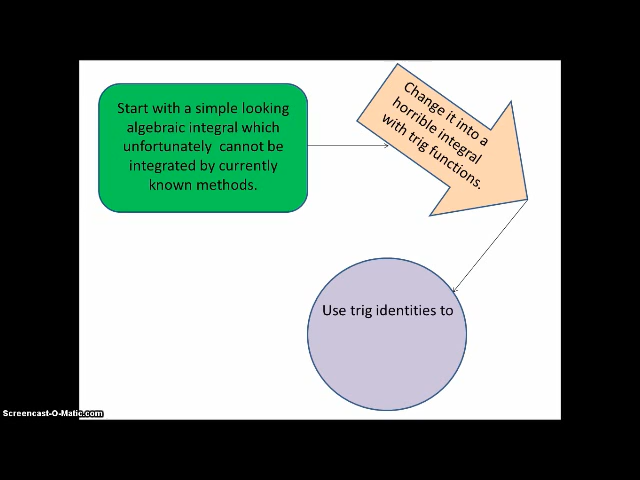 Start with a simple looking
algebraic integral which
unfortunately  cannot be
integrated by currently
known methods.
Change it into a
horrible integral
with trig functions.
Use trig identities to
Screencast-O-Matic.com